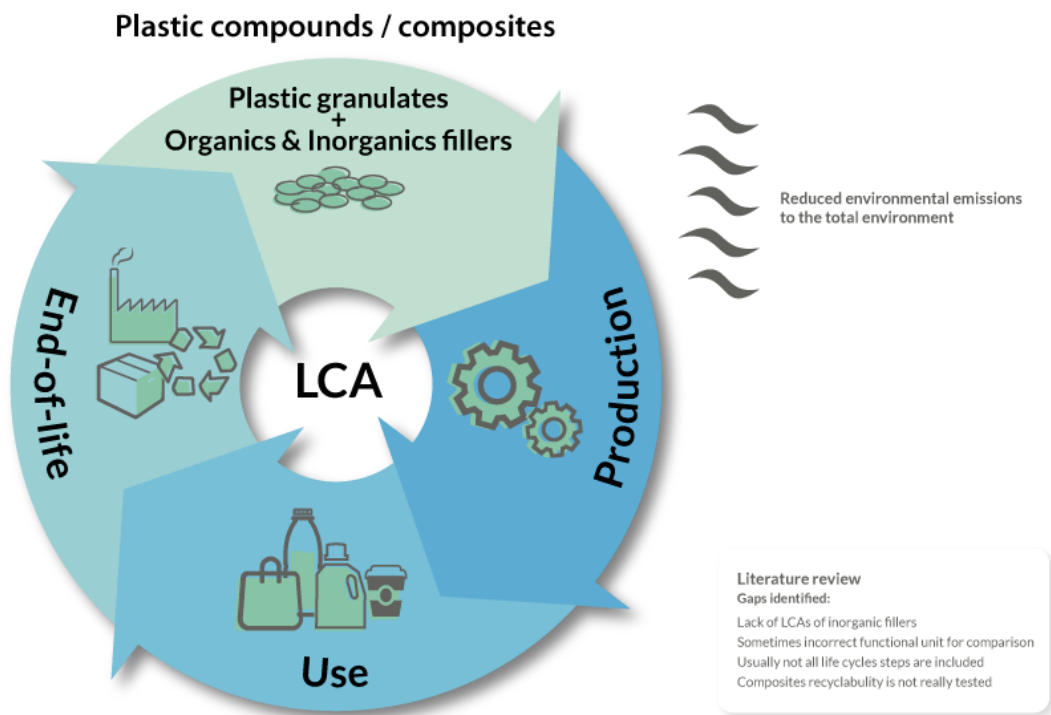 Plastic compounds / composites
Plastic granulates
+
Organics & Inorganics fillers
Reduced environmental emissions
to the total environment
End-of-life
LCA
Production
Use
Literature review
Gaps identified:
Lack of LCAs of inorganic fillers
Sometimes incorrect functional unit for comparison
Usually not all life cycles steps are included
Composites recyclabulity is not really tested